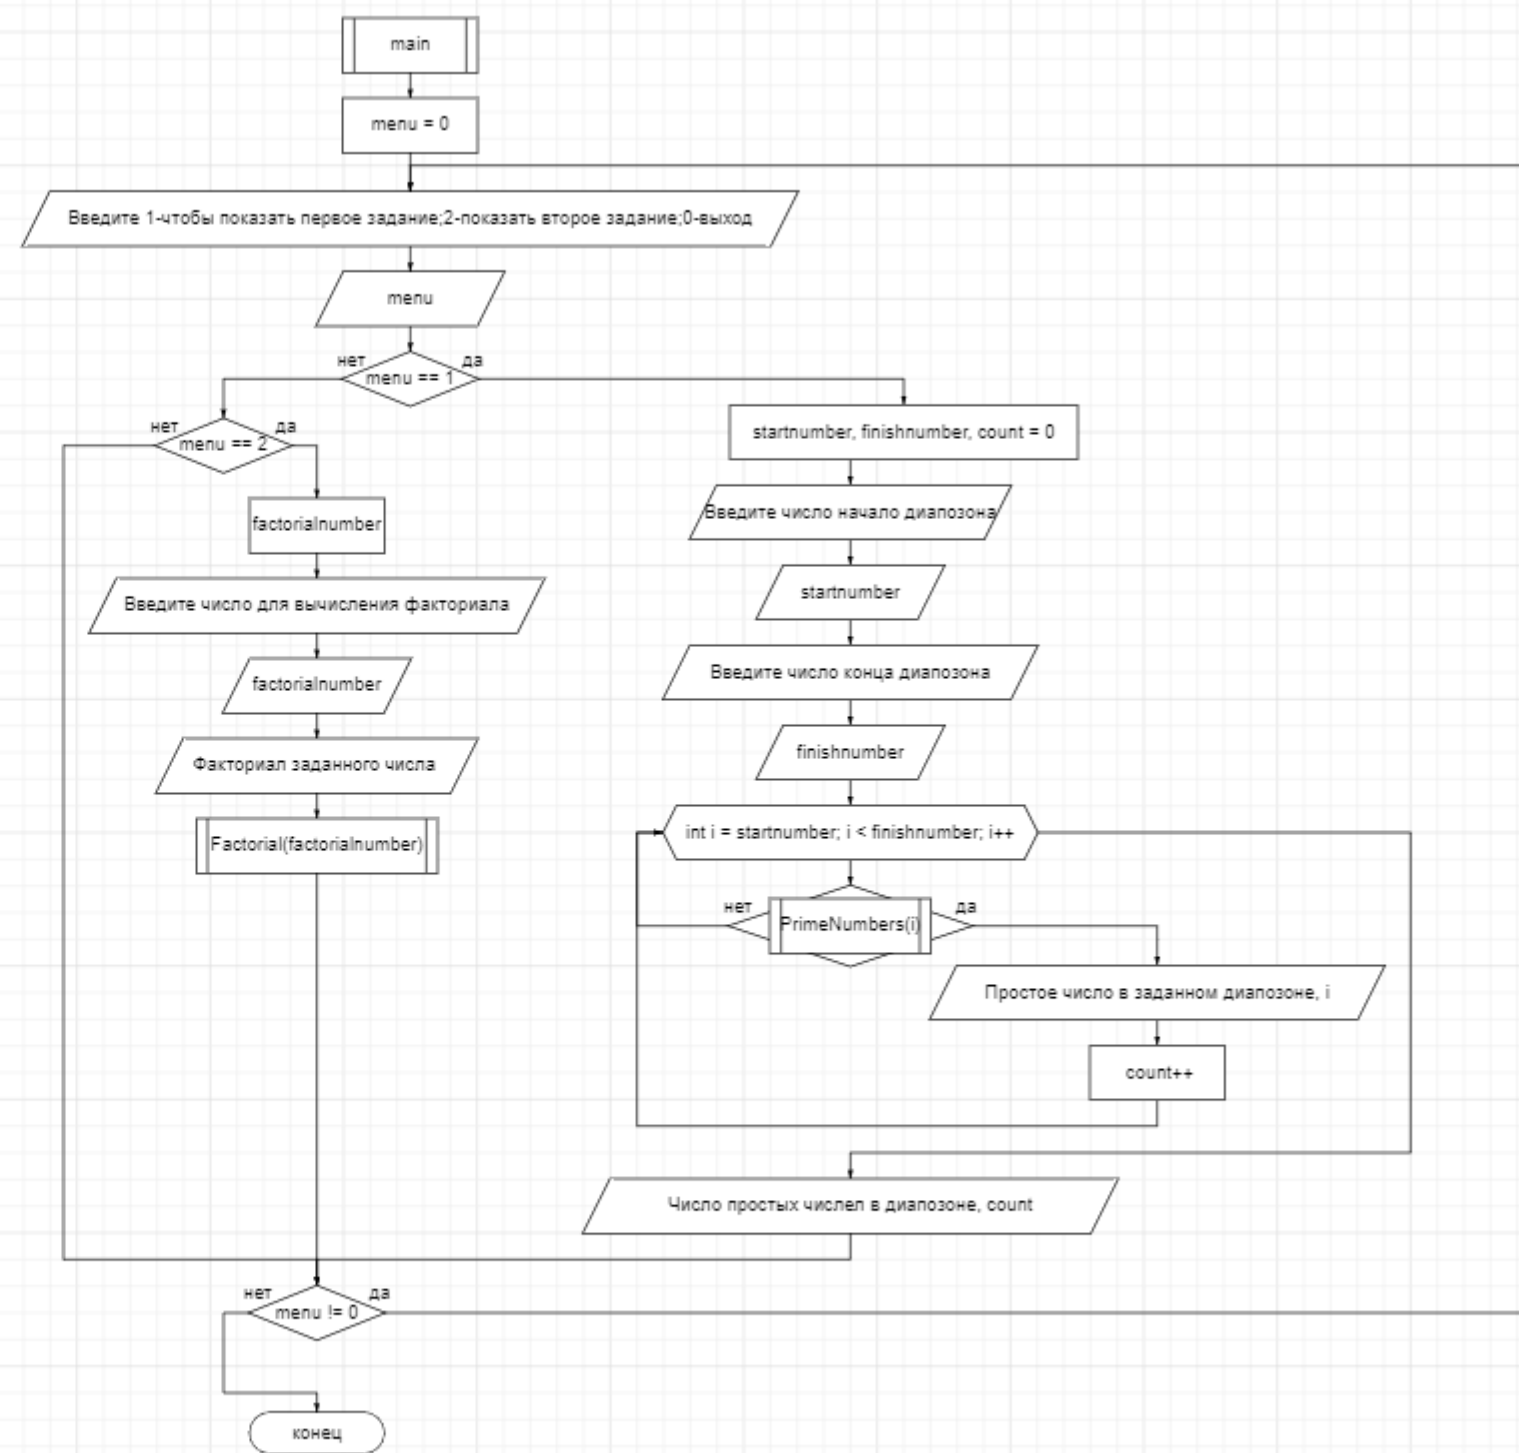 main
menu = 0
Введите 1-чтобы показать первое задание;2-показать второе задание;0-выход
menu
нет
да
menu == 1
нет
да
menu == 2
factorialnumber
Введите число для вычисления факториала
factorialnumber
Факториал заданного числа
Factorial(factorialnumber)
startnumber, finishnumber, count = 0
Введите число начало диапозона
startnumber
Введите число конца диапозона
finishnumber
int i = startnumber; i < finishnumber; i++
нет
да
PrimeNumbers(i)
Простое число в заданном диапозоне, i
count++
Число простых числел в диапозоне, count
нет
да
menu != 0
конец